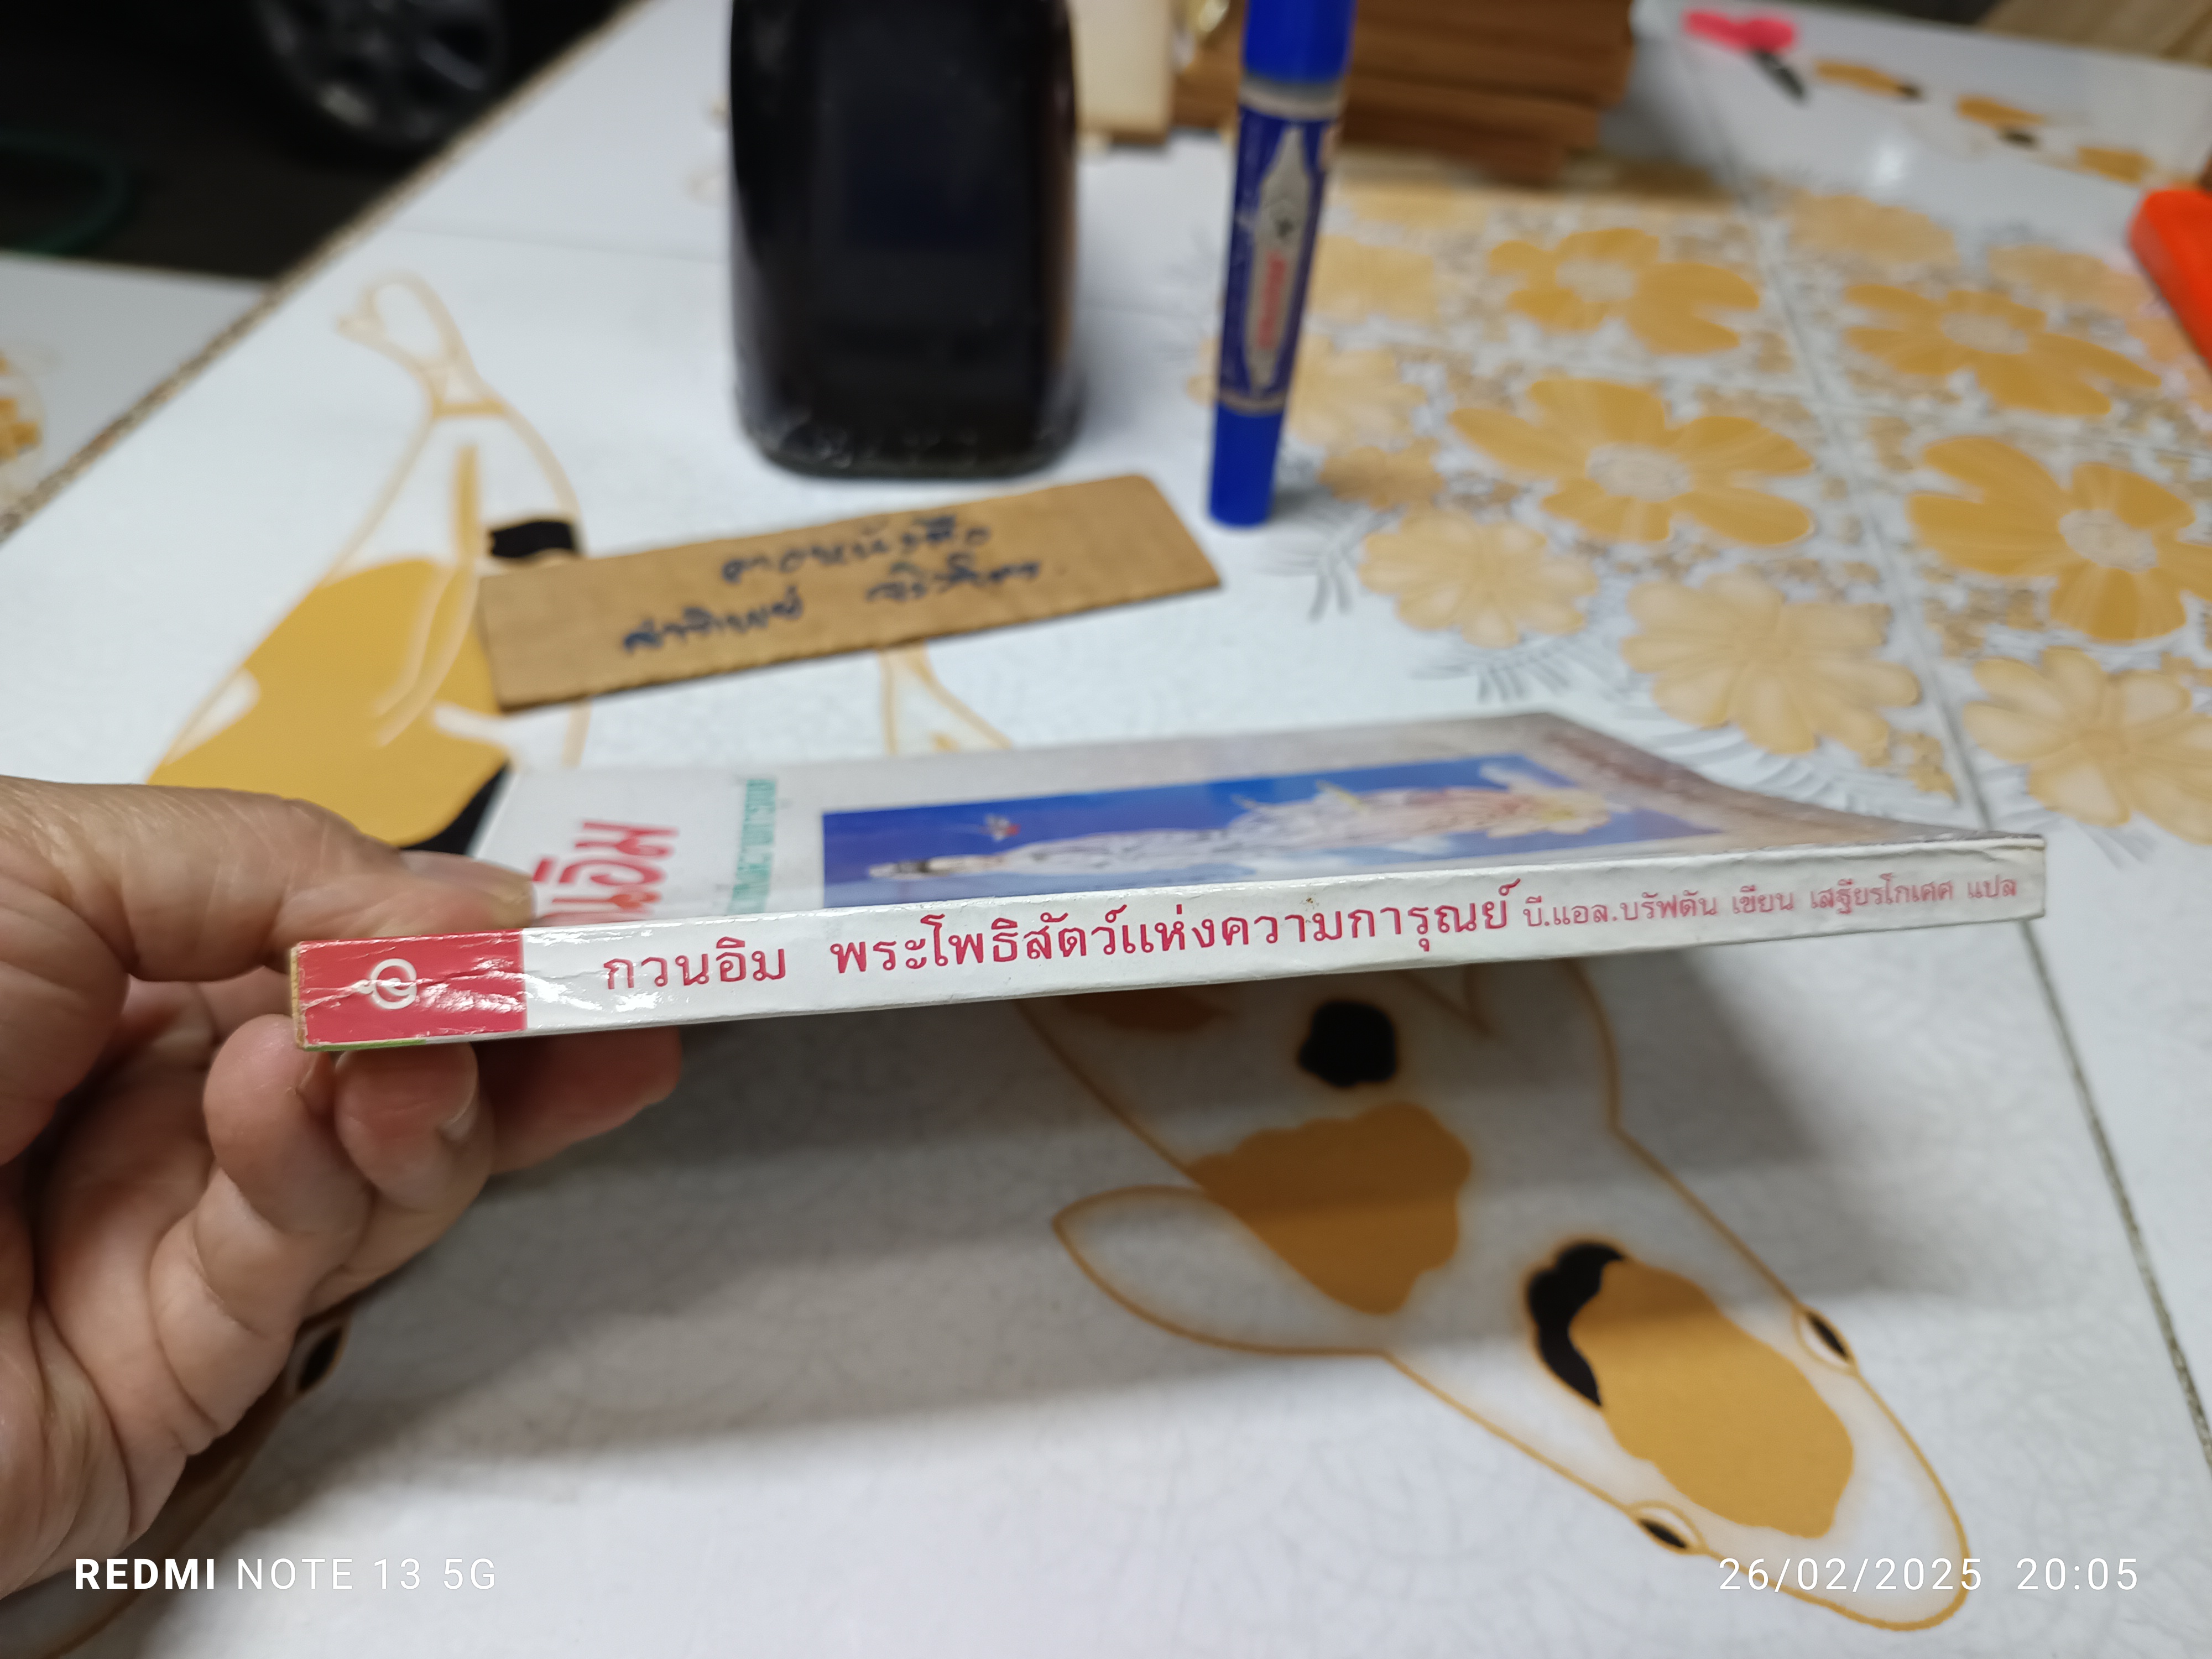 นอิม
กวนอิม พระโพธิสัตว์แห่งความการุณย์ บี.แอล.บรัฟตัน เขียน เสฐียรโกเศศ แปล
REDMI NOTE 13 5G
26/02/2025 20:05